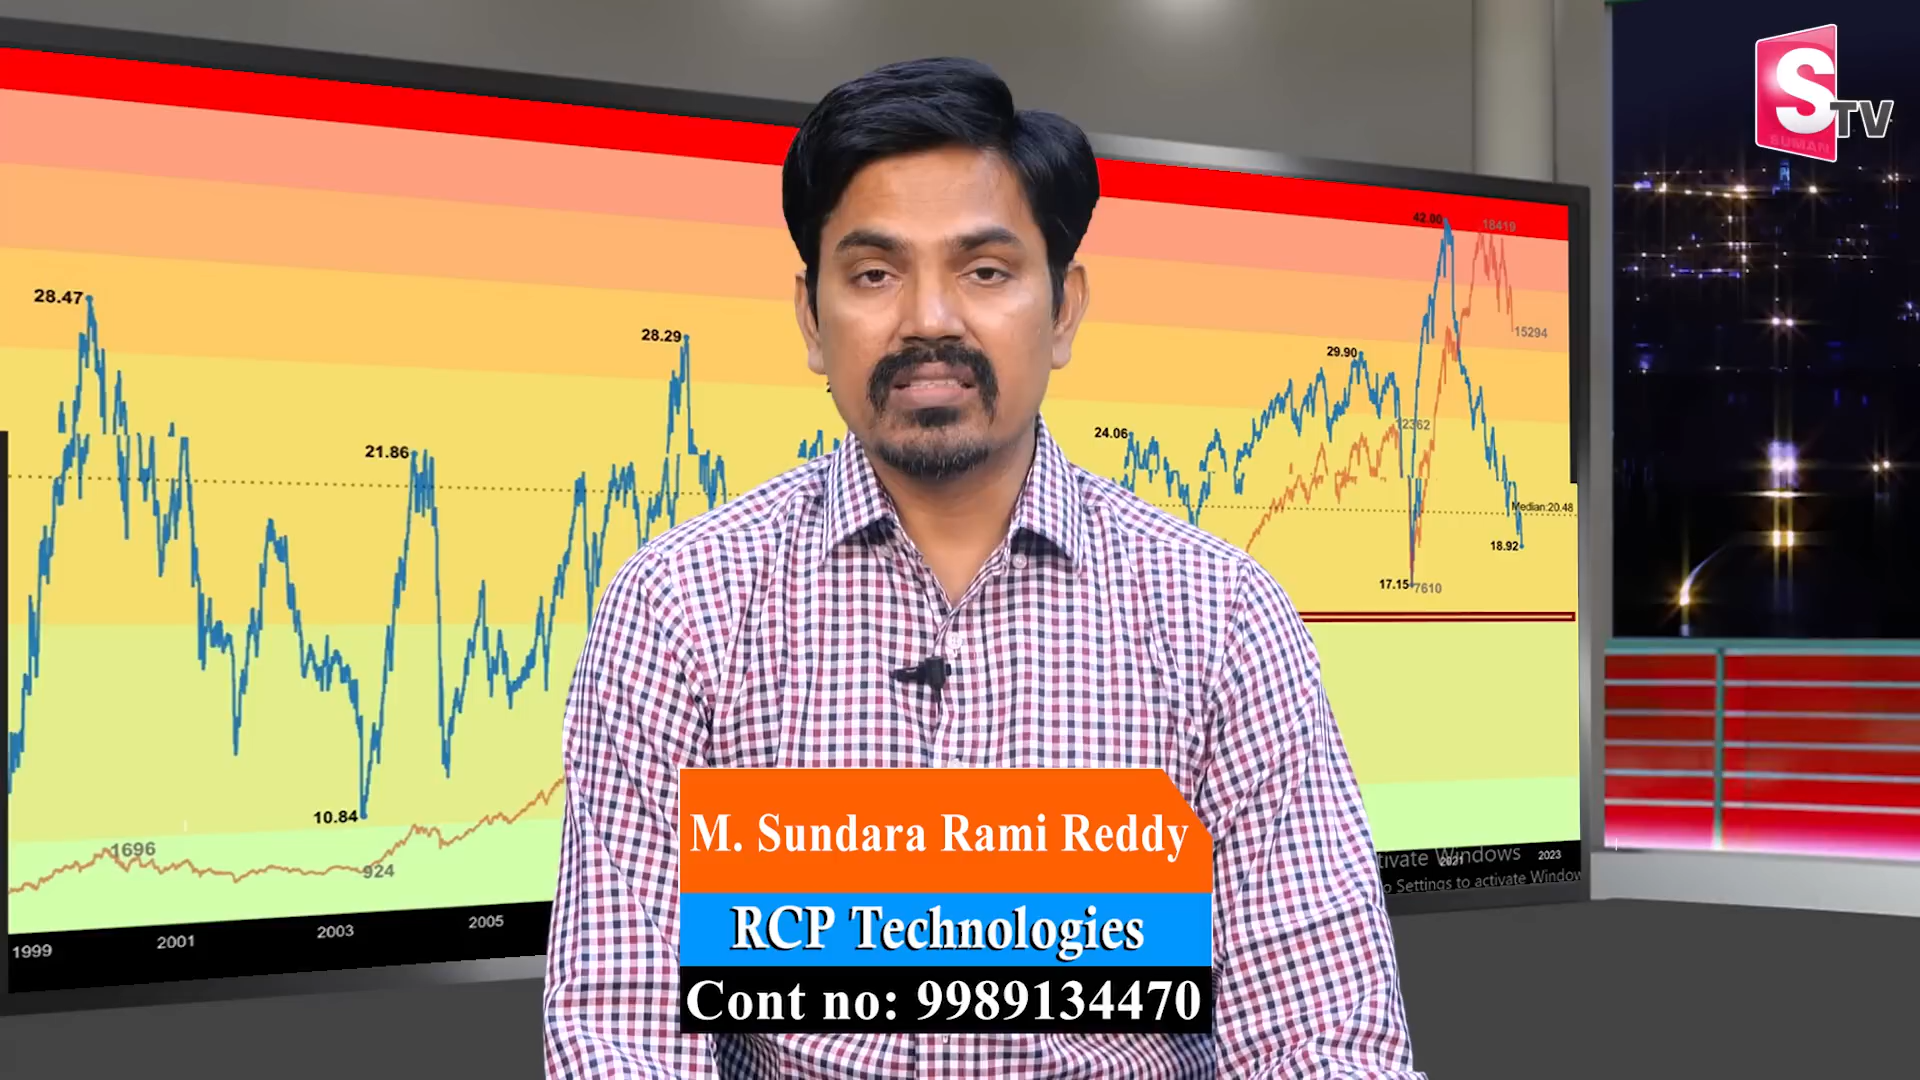 S TV
SUMAN
42.00
18419
28.47
28.29
29.90
15294
24.06
2362
21.86
Median:20.48
18.92
17.15
7610
10.84
1696
924
1999
2001
2003
2005
2021
2023
tivate Windows
o Settings to activate Window
M. Sundara Rami Reddy
RCP Technologies
Cont no: 9989134470